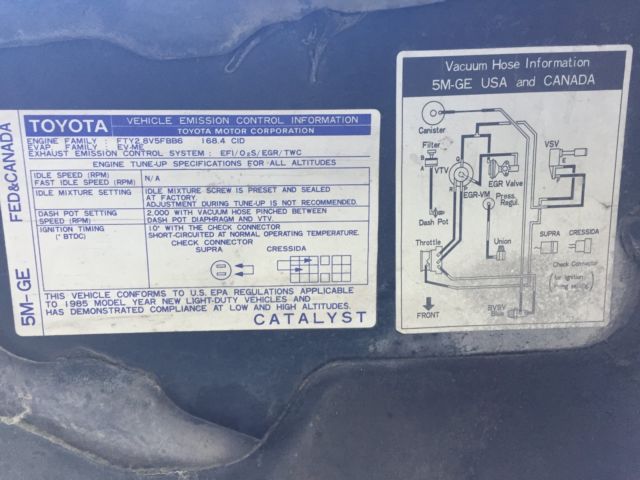 FED&CANADA
5M-GE
TOYOTA
VEHICLE EMISSION CONTROL INFORMATION
TOYOTA MOTOR CORPORATION
ENGINE FAMILY : FTY2.8V5FBB6 168.4 CID
EVAP. FAMILY : EV-ME
EXHAUST EMISSION CONTROL SYSTEM : EFI/O₂S/EGR/TWC
ENGINE TUNE-UP SPECIFICATIONS FOR ALL ALTITUDES
IDLE SPEED (RPM)
FAST IDLE SPEED (RPM)
N/A
IDLE MIXTURE SETTING
IDLE MIXTURE SCREW IS PRESET AND SEALED
AT FACTORY.
ADJUSTMENT DURING TUNE-UP IS NOT RECOMMENDED.
DASH POT SETTING
SPEED (RPM)
2,000 WITH VACUUM HOSE PINCHED BETWEEN
DASH POT DIAPHRAGM AND VTV.
IGNITION TIMING
(°BTDC)
10° WITH THE CHECK CONNECTOR
SHORT-CIRCUITED AT NORMAL OPERATING TEMPERATURE.
CHECK CONNECTOR
SUPRA CRESSIDA
THIS VEHICLE CONFORMS TO U.S. EPA REGULATIONS APPLICABLE
TO 1985 MODEL YEAR NEW LIGHT-DUTY VEHICLES AND
HAS DEMONSTRATED COMPLIANCE AT LOW AND HIGH ALTITUDES.
CATALYST
Vacuum Hose Information
5M-GE USA and CANADA
Canister
Filter
VTV
Dash Pot
EGR Valve
EGR-VM
Press.
Regul.
VSV
Throttle
Union
SUPRA CRESSIDA
Check Connector
for Ignition
FRONT